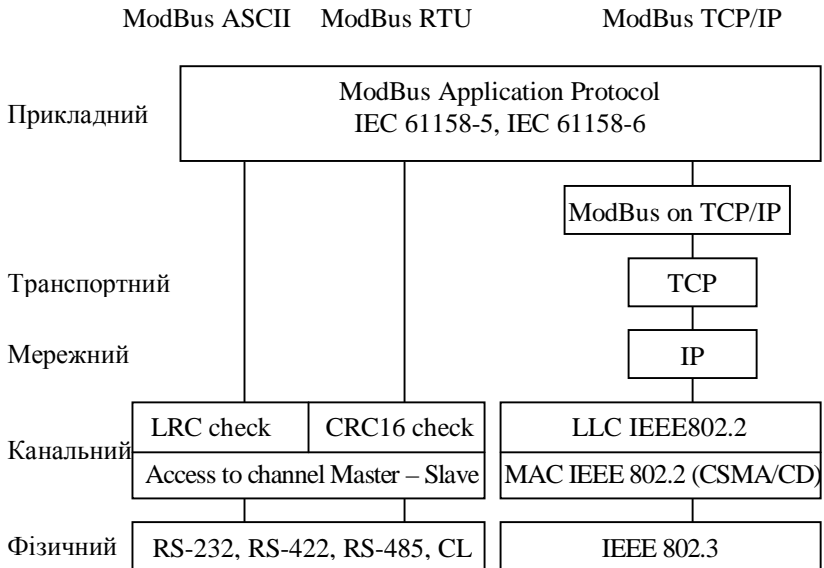 ModBus ASCII ModBus RTU ModBus TCP/IP
ModBus Application Protocol
Прикладний
IEC 61158-5, IEC 61158-6
ModBus on TCP/IP
Транспортний TCP
Мережний IP
LRC check CRC16 check LLC IEEE802.2
Канальний
Access to channel Master – Slave MAC IEEE 802.2 (CSMA/CD)
Фізичний RS-232, RS-422, RS-485, CL IEEE 802.3